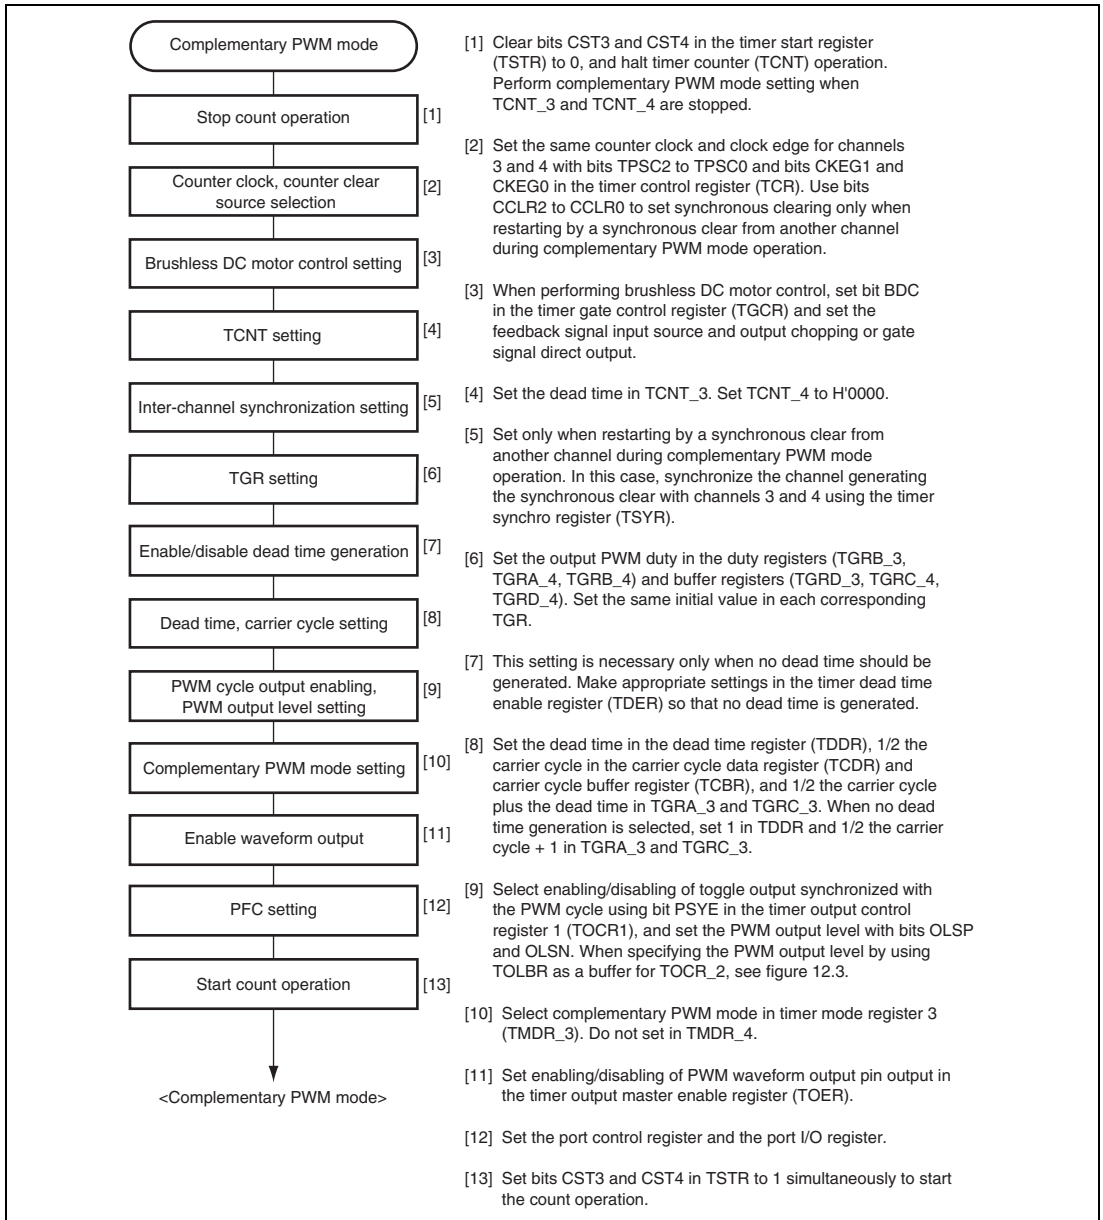 Complementary PWM mode
Stop count operation
[1]
Counter clock, counter clear
source selection
[2]
Brushless DC motor control setting
[3]
TCNT setting
[4]
Inter-channel synchronization setting
[5]
TGR setting
[6]
Enable/disable dead time generation
[7]
Dead time, carrier cycle setting
[8]
PWM cycle output enabling,
PWM output level setting
[9]
Complementary PWM mode setting
[10]
Enable waveform output
[11]
PFC setting
[12]
Start count operation
[13]
<Complementary PWM mode>
[1] Clear bits CST3 and CST4 in the timer start register
(TSTR) to 0, and halt timer counter (TCNT) operation.
Perform complementary PWM mode setting when
TCNT_3 and TCNT_4 are stopped.
[2] Set the same counter clock and clock edge for channels
3 and 4 with bits TPSC2 to TPSC0 and bits CKEG1 and
CKEG0 in the timer control register (TCR). Use bits
CCLR2 to CCLR0 to set synchronous clearing only when
restarting by a synchronous clear from another channel
during complementary PWM mode operation.
[3] When performing brushless DC motor control, set bit BDC
in the timer gate control register (TGCR) and set the
feedback signal input source and output chopping or gate
signal direct output.
[4] Set the dead time in TCNT_3. Set TCNT_4 to H'0000.
[5] Set only when restarting by a synchronous clear from
another channel during complementary PWM mode
operation. In this case, synchronize the channel generating
the synchronous clear with channels 3 and 4 using the timer
synchro register (TSYR).
[6] Set the output PWM duty in the duty registers (TGRB_3,
TGRA_4, TGRB_4) and buffer registers (TGRD_3, TGRC_4,
TGRD_4). Set the same initial value in each corresponding
TGR.
[7] This setting is necessary only when no dead time should be
generated. Make appropriate settings in the timer dead time
enable register (TDER) so that no dead time is generated.
[8] Set the dead time in the dead time register (TDDR), 1/2 the
carrier cycle in the carrier cycle data register (TCDR) and
carrier cycle buffer register (TCBR), and 1/2 the carrier cycle
plus the dead time in TGRA_3 and TGRC_3. When no dead
time generation is selected, set 1 in TDDR and 1/2 the carrier
cycle + 1 in TGRA_3 and TGRC_3.
[9] Select enabling/disabling of toggle output synchronized with
the PWM cycle using bit PSYE in the timer output control
register 1 (TOCR1), and set the PWM output level with bits OLSP
and OLSN. When specifying the PWM output level by using
TOLBR as a buffer for TOCR_2, see figure 12.3.
[10] Select complementary PWM mode in timer mode register 3
(TMDR_3). Do not set in TMDR_4.
[11] Set enabling/disabling of PWM waveform output pin output in
the timer output master enable register (TOER).
[12] Set the port control register and the port I/O register.
[13] Set bits CST3 and CST4 in TSTR to 1 simultaneously to start
the count operation.